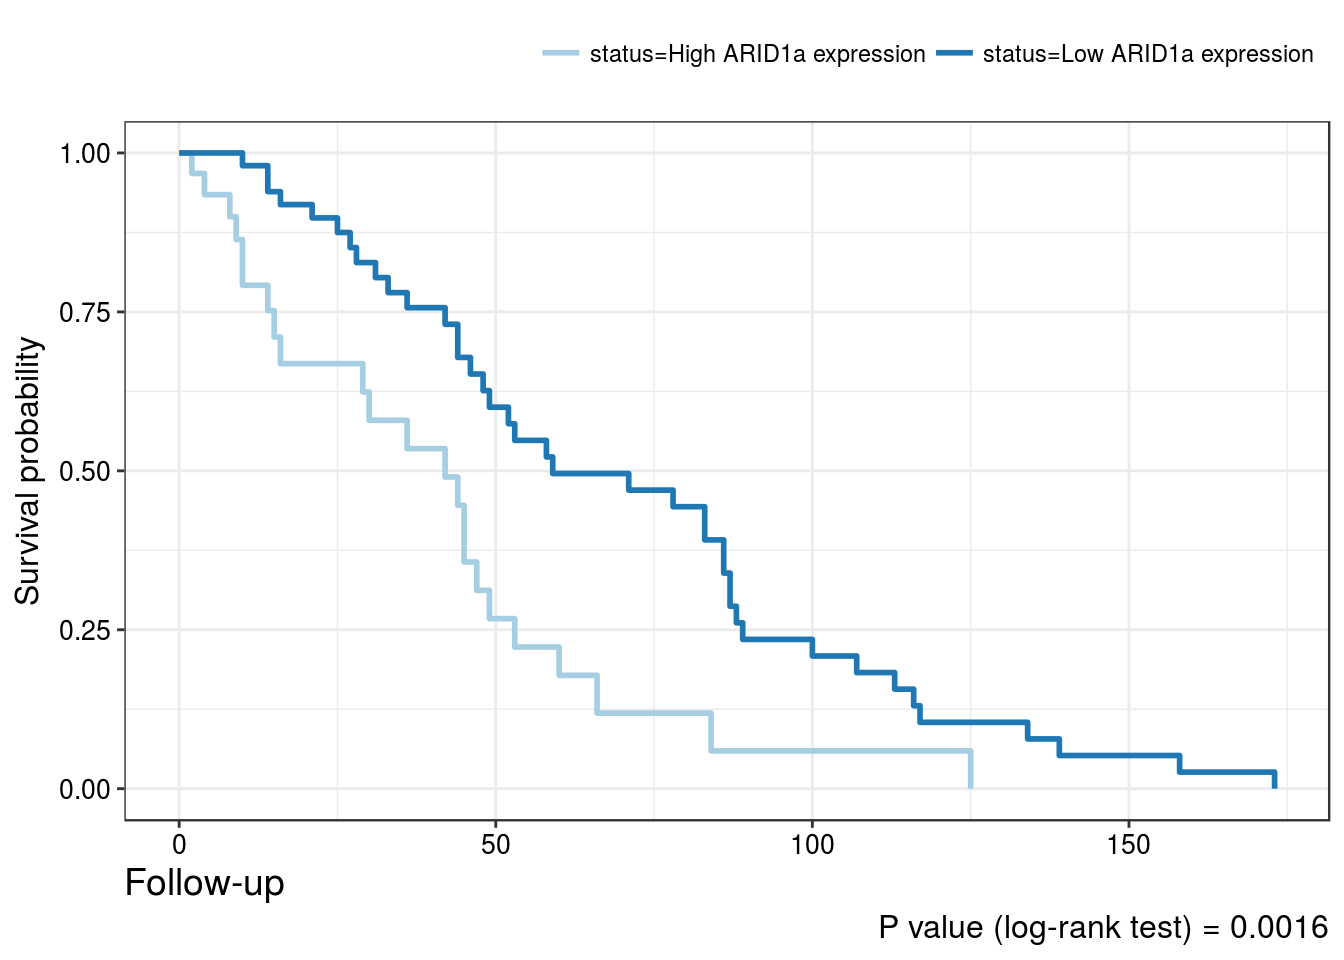 status=High ARID1a expression status=Low ARID1a expression
1.00
0.75
0.50
0.25
0.00
Survival probability
0 50 100 150
Follow-up
P value (log-rank test) = 0.0016